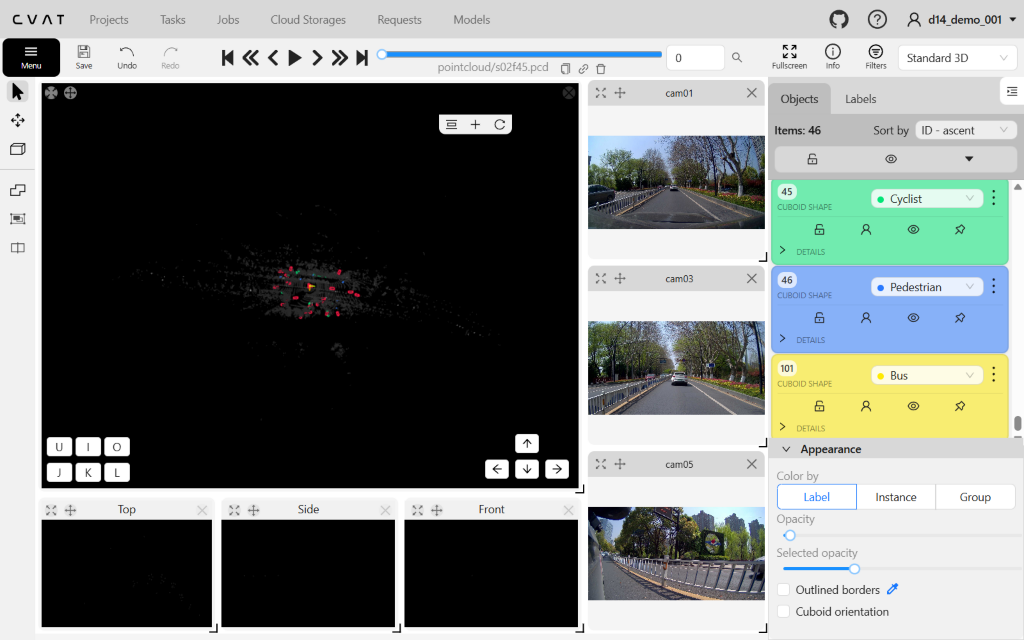 CVAT Projects Tasks Jobs Cloud Storages Requests Models d14_demo_001
Menu Save Undo Redo 0 Fullscreen Info Filters Standard 3D
pointcloud/s02f45.pcd
cam01
cam03
cam05
U I O
J K L
Top Side Front
Objects Labels
Items: 46 Sort by ID - ascent
45 Cyclist
CUBOID SHAPE
DETAILS
46 Pedestrian
CUBOID SHAPE
DETAILS
101 Bus
CUBOID SHAPE
DETAILS
Appearance
Color by
Label Instance Group
Opacity
Selected opacity
Outlined borders
Cuboid orientation